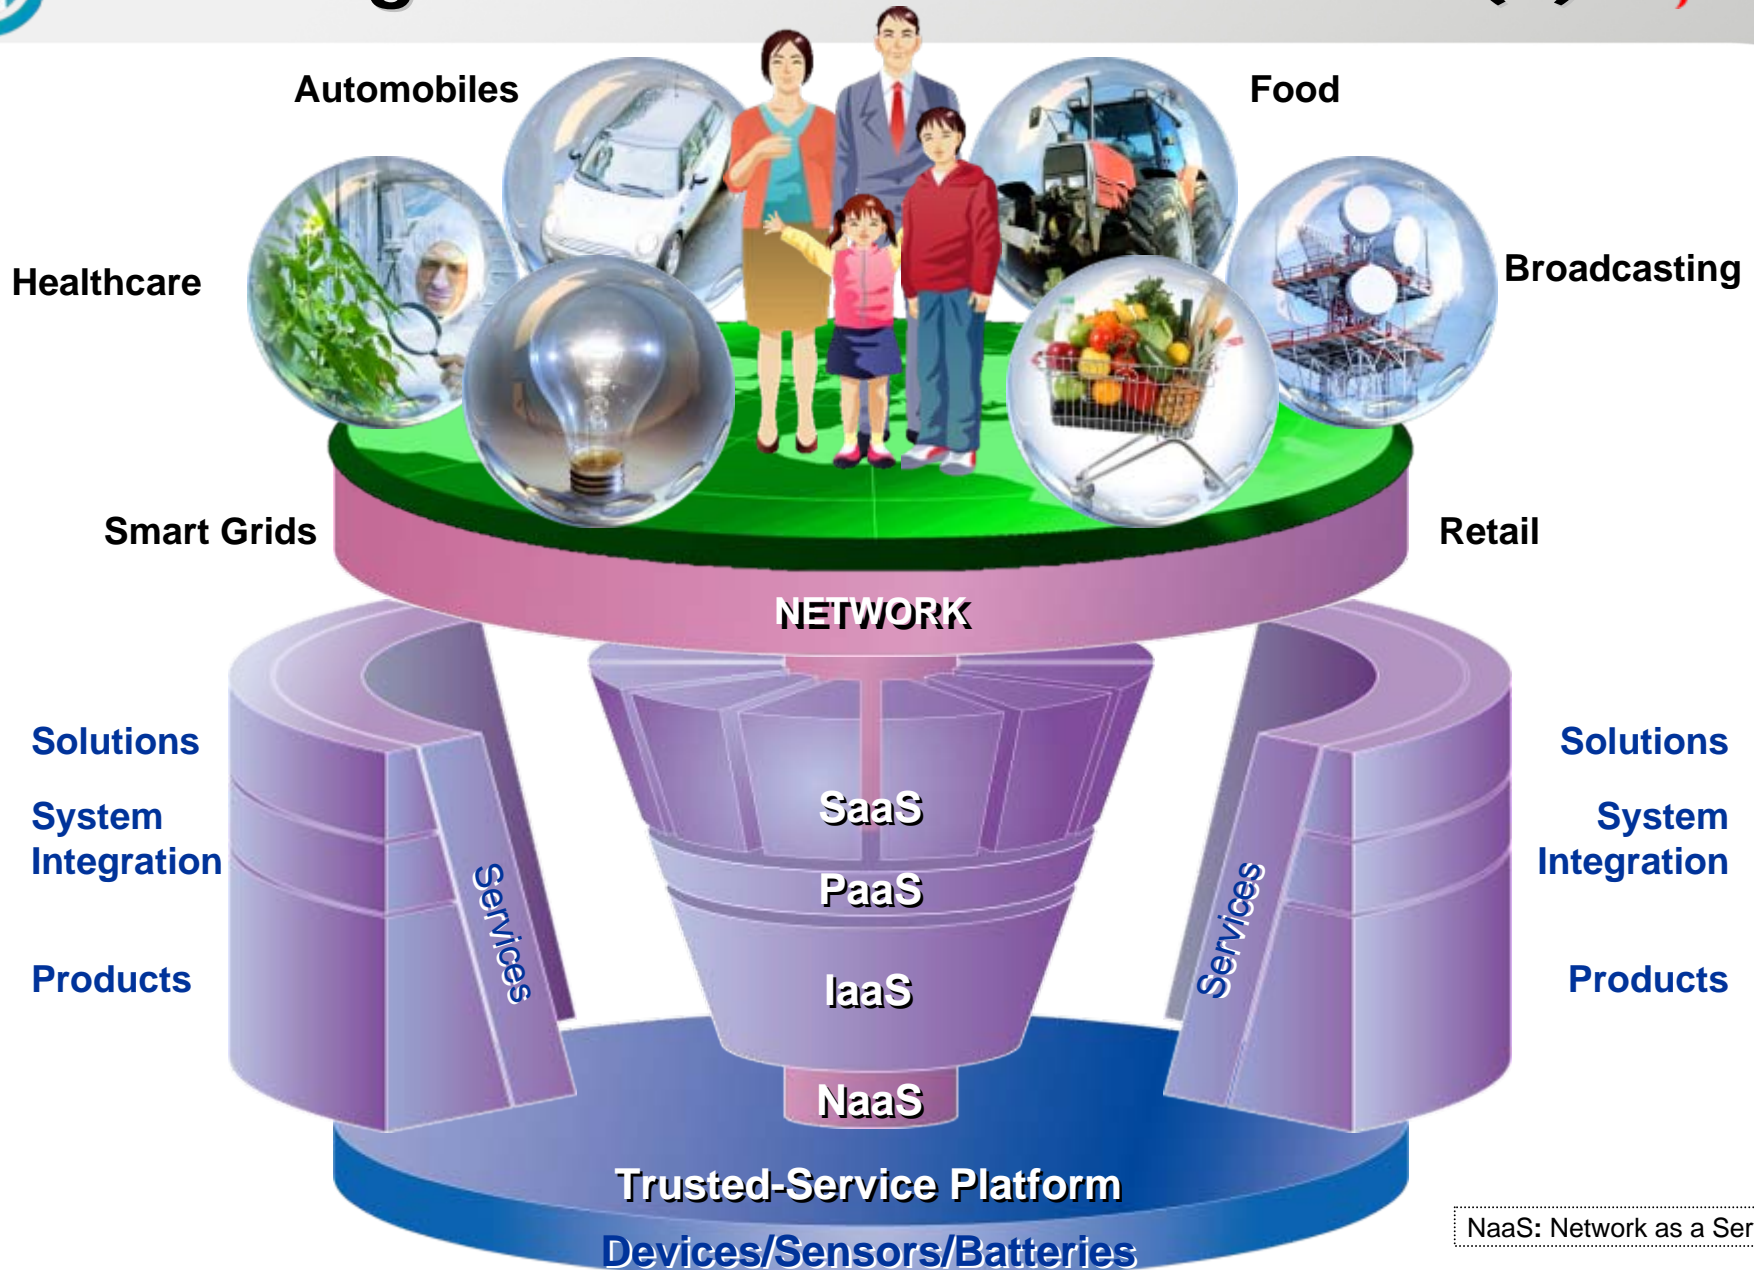 Automobiles
Food
Healthcare
Broadcasting
Smart Grids
Retail
NETWORK
Solutions
Solutions
SaaS
System
Integration
System
Integration
PaaS
Services
Services
Products
IaaS
Products
NaaS
Trusted-Service Platform
NaaS: Network as a
Devices/Sensors/Batteries